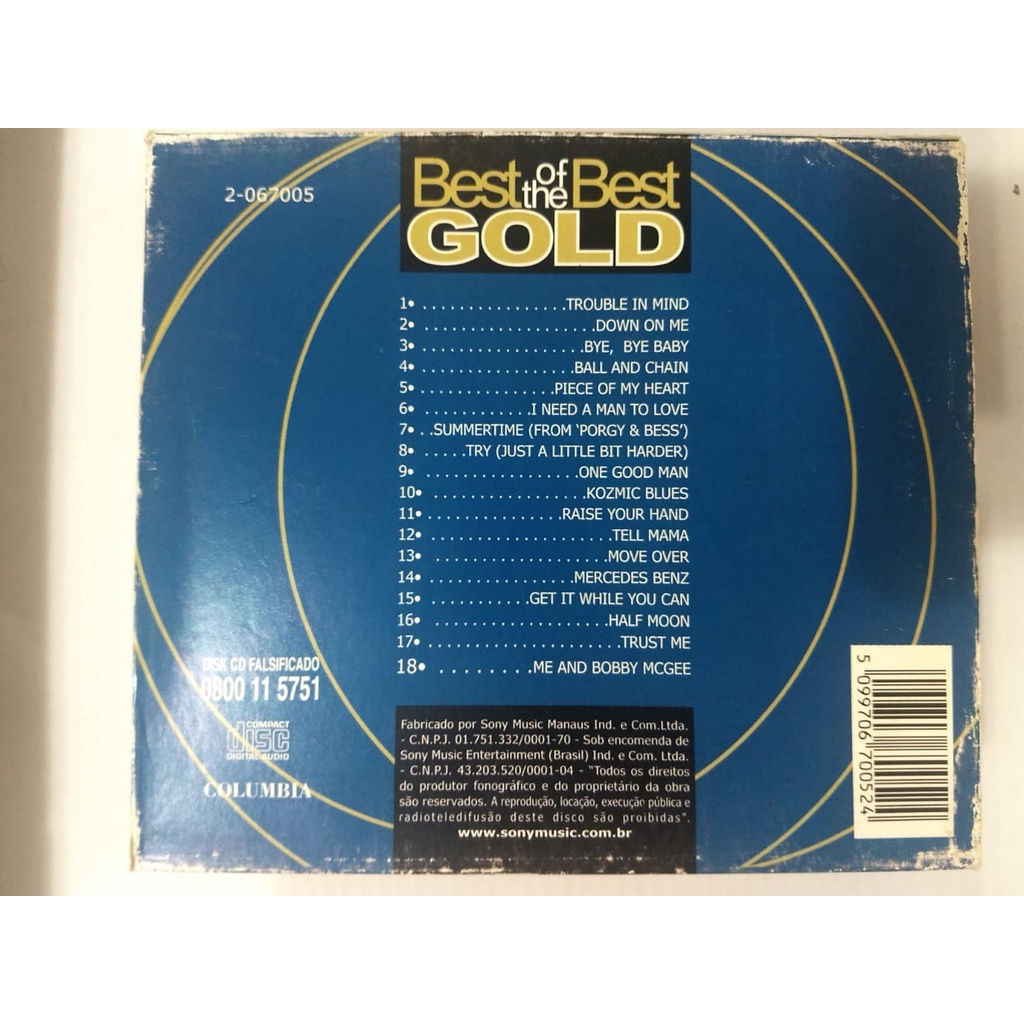 2-067005
Best of the Best
GOLD
1• . . . . . . . . . . . . . . . . .TROUBLE IN MIND
2• . . . . . . . . . . . . . . . . . . . .DOWN ON ME
3• . . . . . . . . . . . . . . . . . . .BYE, BYE BABY
4• . . . . . . . . . . . . . . . . . .BALL AND CHAIN
5• . . . . . . . . . . . . . . .PIECE OF MY HEART
6• . . . . . . . . . . . .I NEED A MAN TO LOVE
7• . .SUMMERTIME (FROM ‘PORGY & BESS’)
8• . . . . .TRY (JUST A LITTLE BIT HARDER)
9• . . . . . . . . . . . . . . . . . .ONE GOOD MAN
10• . . . . . . . . . . . . . . . . . .KOZMIC BLUES
11• . . . . . . . . . . . . . . .RAISE YOUR HAND
12• . . . . . . . . . . . . . . . . . . . . .TELL MAMA
13• . . . . . . . . . . . . . . . . . . . .MOVE OVER
14• . . . . . . . . . . . . . . . .MERCEDES BENZ
15• . . . . . . . . . . .GET IT WHILE YOU CAN
16• . . . . . . . . . . . . . . . . . . .HALF MOON
17• . . . . . . . . . . . . . . . . . . . . .TRUST ME
18• . . . . . . . . .ME AND BOBBY MCGEE
DISK CD FALSIFICADO
0800 11 5751
COMPACT
disc
DIGITAL AUDIO
COLUMBIA
Fabricado por Sony Music Manaus Ind. e Com.Ltda.
- C.N.P.J. 01.751.332/0001-70 - Sob encomenda de
Sony Music Entertainment (Brasil) Ind. e Com. Ltda.
- C.N.P.J. 43.203.520/0001-04 - “Todos os direitos
do produtor fonográfico e do proprietário da obra
são reservados. A reprodução, locação, execução pública e
radioteledifusão deste disco são proibidas”.
www.sonymusic.com.br
5 099706 700524